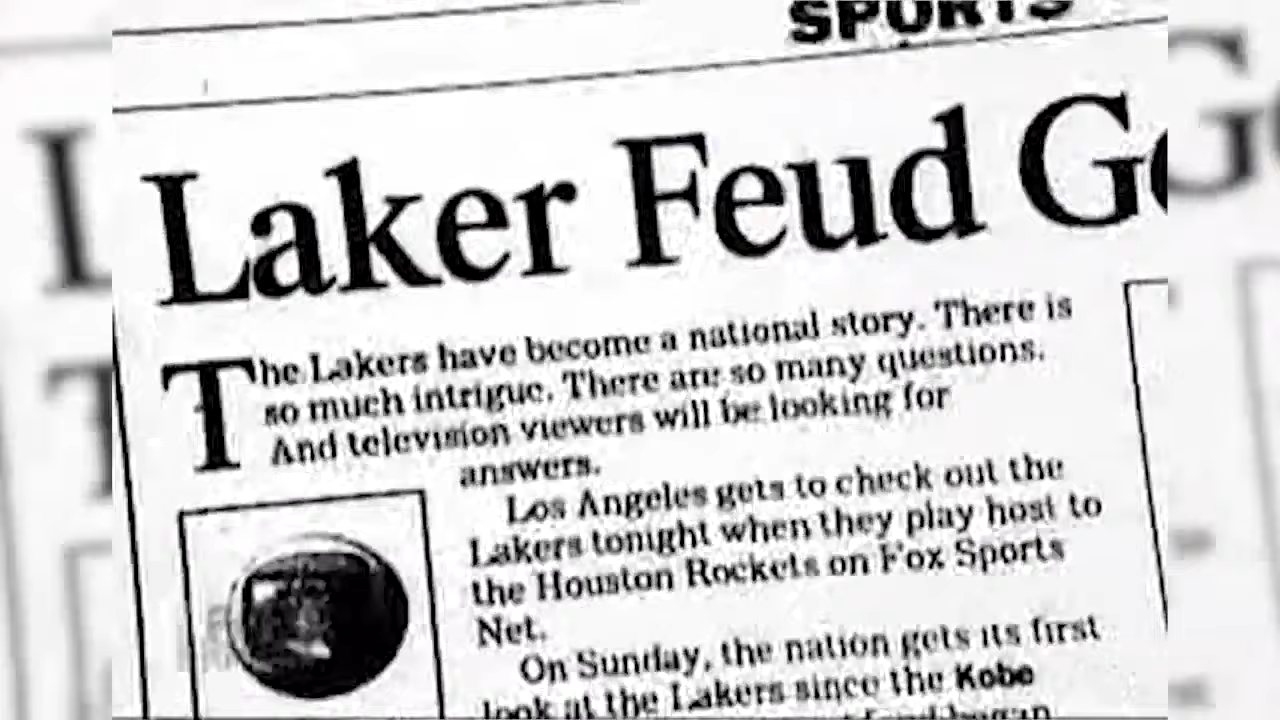 SPORTS
Laker Feud
The Lakers have become a national story. There is
so much intrigue. There are so many questions.
And television viewers will be looking for
answers.
Los Angeles gets to check out the
Lakers tonight when they play host to
the Houston Rockets on Fox Sports
Net.
On Sunday, the nation gets its first
look at the Lakers since the Kobe
feud began